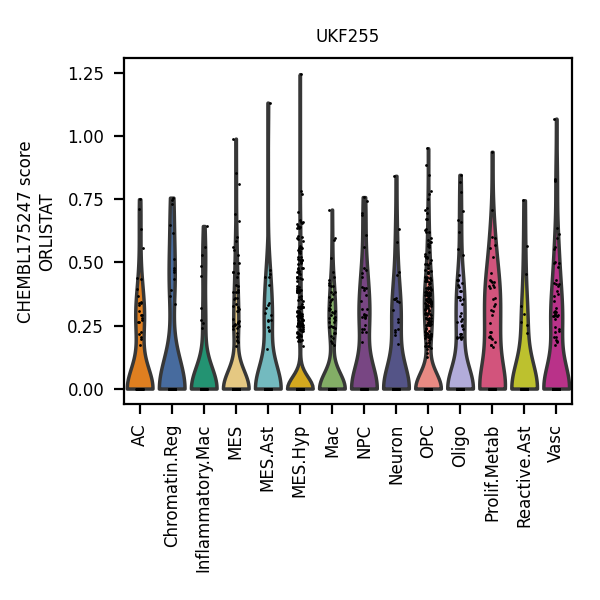 UKF255
CHEMBL175247 score
ORLISTAT
1.25
1.00
0.75
0.50
0.25
0.00
AC
Chromatin.Reg
Inflammatory.Mac
MES
MES.Ast
MES.Hyp
Mac
NPC
Neuron
OPC
Oligo
Prolif.Metab
Reactive.Ast
Vasc